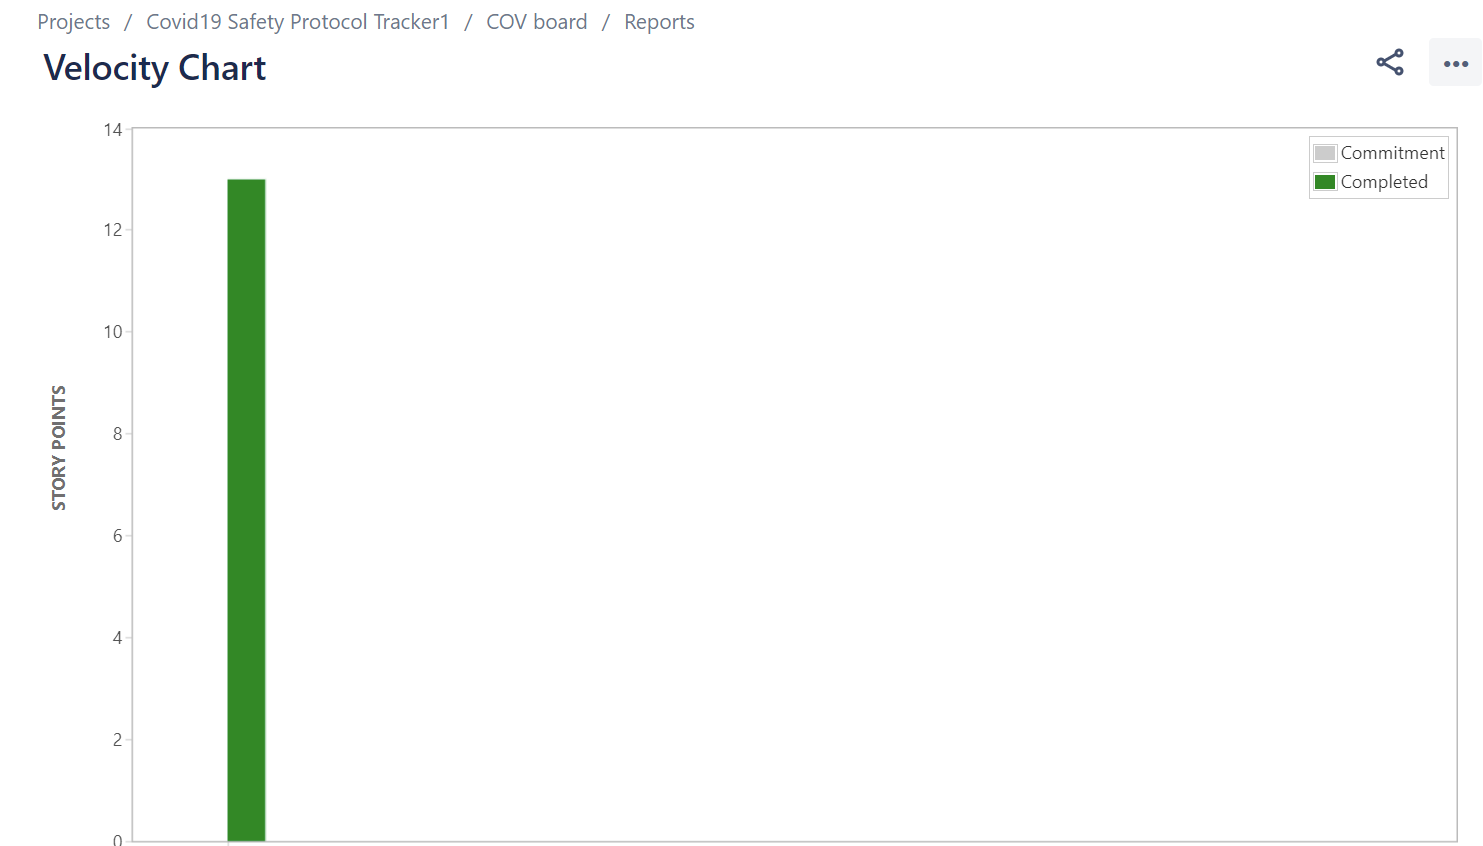 Projects / Covid19 Safety Protocol Tracker1 / COV board / Reports
Velocity Chart
14
Commitment
Completed
12
10
8
STORY POINTS
6
4
2
0